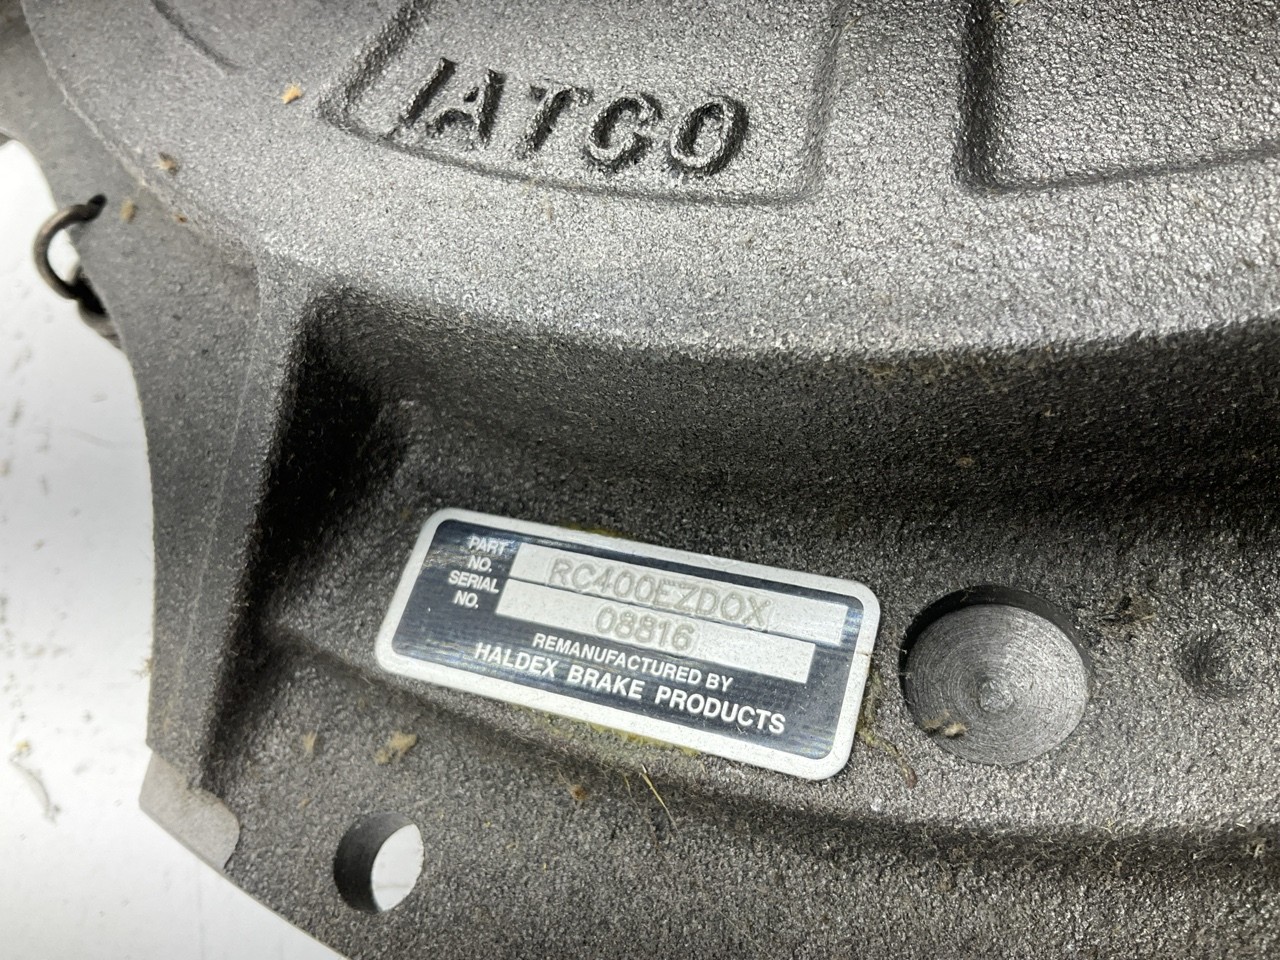 IATCO
PART NO. RC400EZDOX
SERIAL NO. 08816
REMANUFACTURED BY
HALDEX BRAKE PRODUCTS